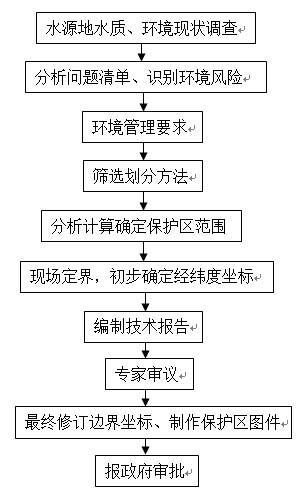 水源地水质、环境现状调查
分析问题清单、识别环境风险
环境管理要求
筛选划分方法
分析计算确定保护区范围
现场定界，初步确定经纬度坐标
编制技术报告
专家审议
最终修订边界坐标、制作保护区图件
报政府审批